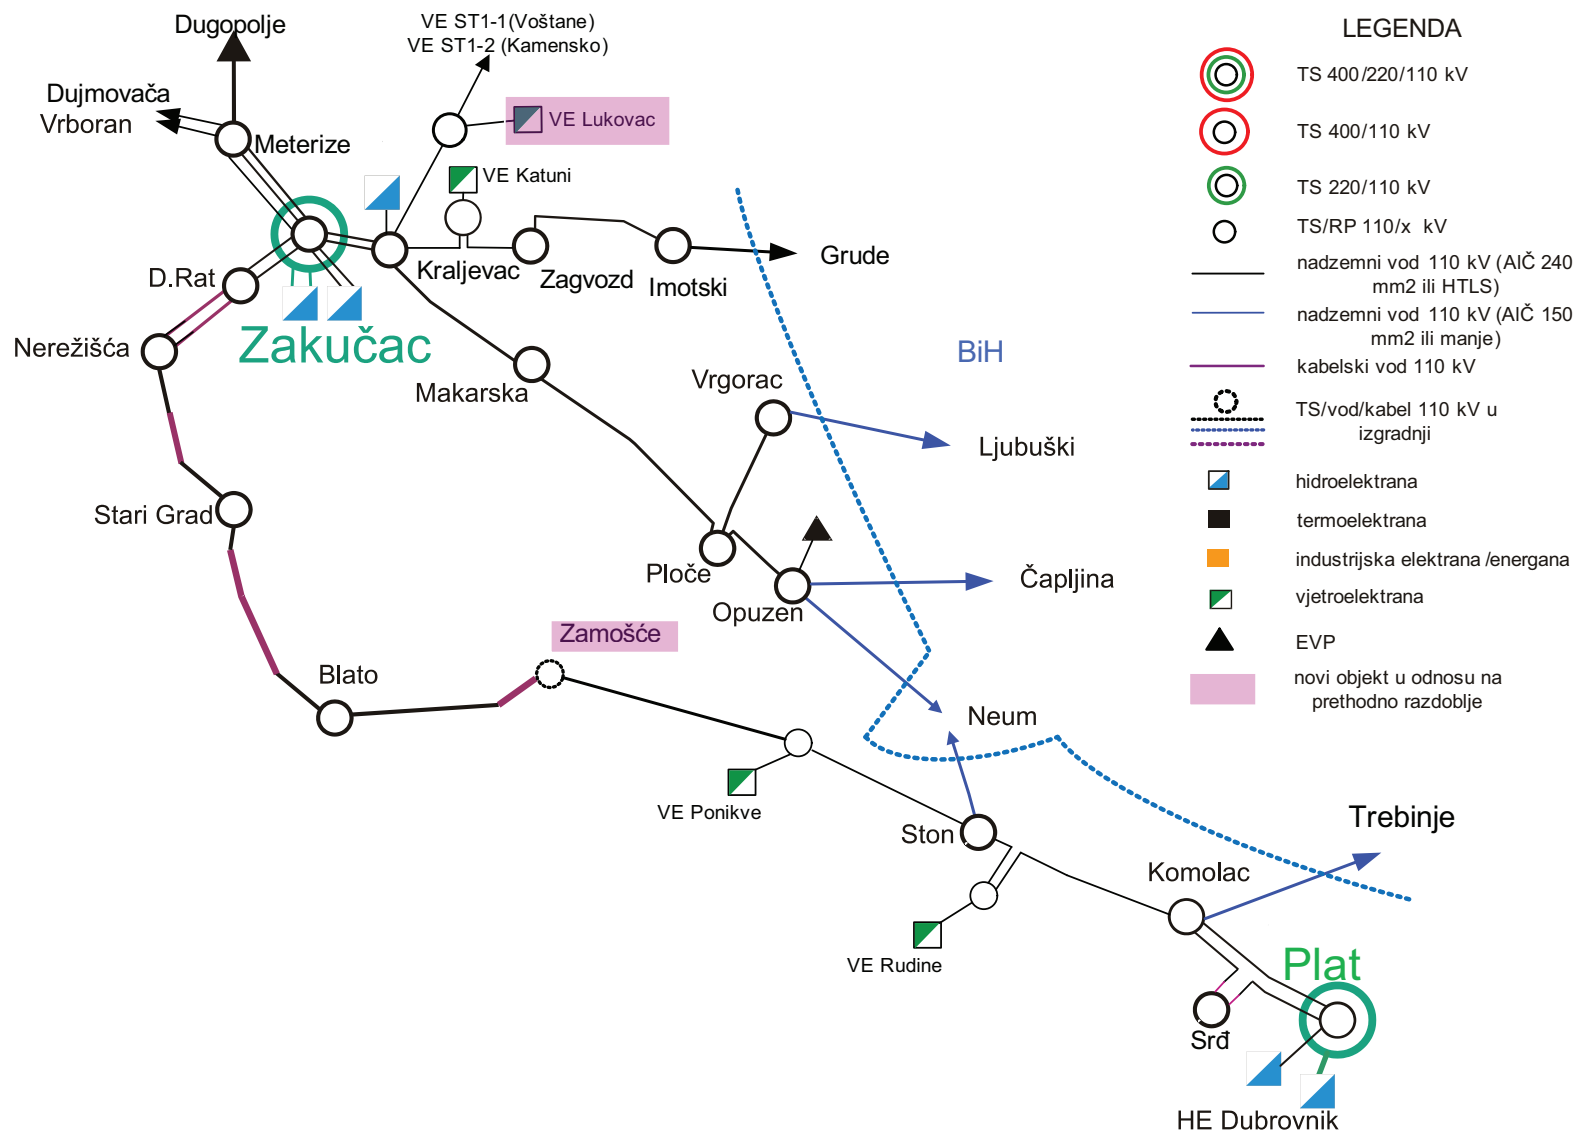 Dugopolje
VE ST1-1(Voštane)
VE ST1-2 (Kamensko)
Dujmovača
Vrboran
Meterize
VE Lukovac
VE Katuni
D.Rat
Kraljevac
Zagvozd
Imotski
Grude
Nerežišća
Zakučac
Makarska
Vrgorac
BiH
Ljubuški
Stari Grad
Ploče
Opuzen
Čapljina
Zamošće
Blato
Neum
VE Ponikve
Ston
Trebinje
Komolac
VE Rudine
Plat
Srđ
HE Dubrovnik
LEGENDA
TS 400/220/110 kV
TS 400/110 kV
TS 220/110 kV
TS/RP 110/x kV
nadzemni vod 110 kV (AlČ 240
mm2 ili HTLS)
nadzemni vod 110 kV (AlČ 150
mm2 ili manje)
kabelski vod 110 kV
TS/vod/kabel 110 kV u
izgradnji
hidroelektrana
termoelektrana
industrijska elektrana /energana
vjetroelektrana
EVP
novi objekt u odnosu na
prethodno razdoblje